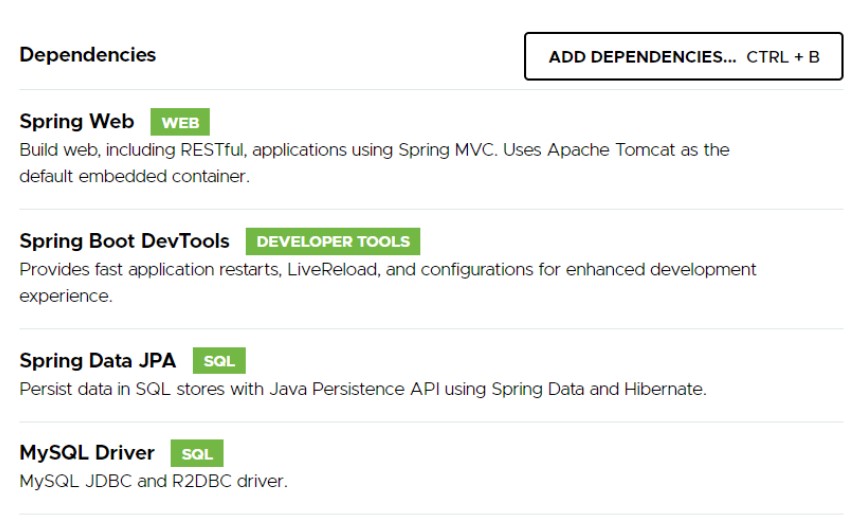 Dependencies
ADD DEPENDENCIES... CTRL + B
Spring Web WEB
Build web, including RESTful, applications using Spring MVC. Uses Apache Tomcat as the
default embedded container.
Spring Boot DevTools DEVELOPER TOOLS
Provides fast application restarts, LiveReload, and configurations for enhanced development
experience.
Spring Data JPA SQL
Persist data in SQL stores with Java Persistence API using Spring Data and Hibernate.
MySQL Driver SQL
MySQL JDBC and R2DBC driver.